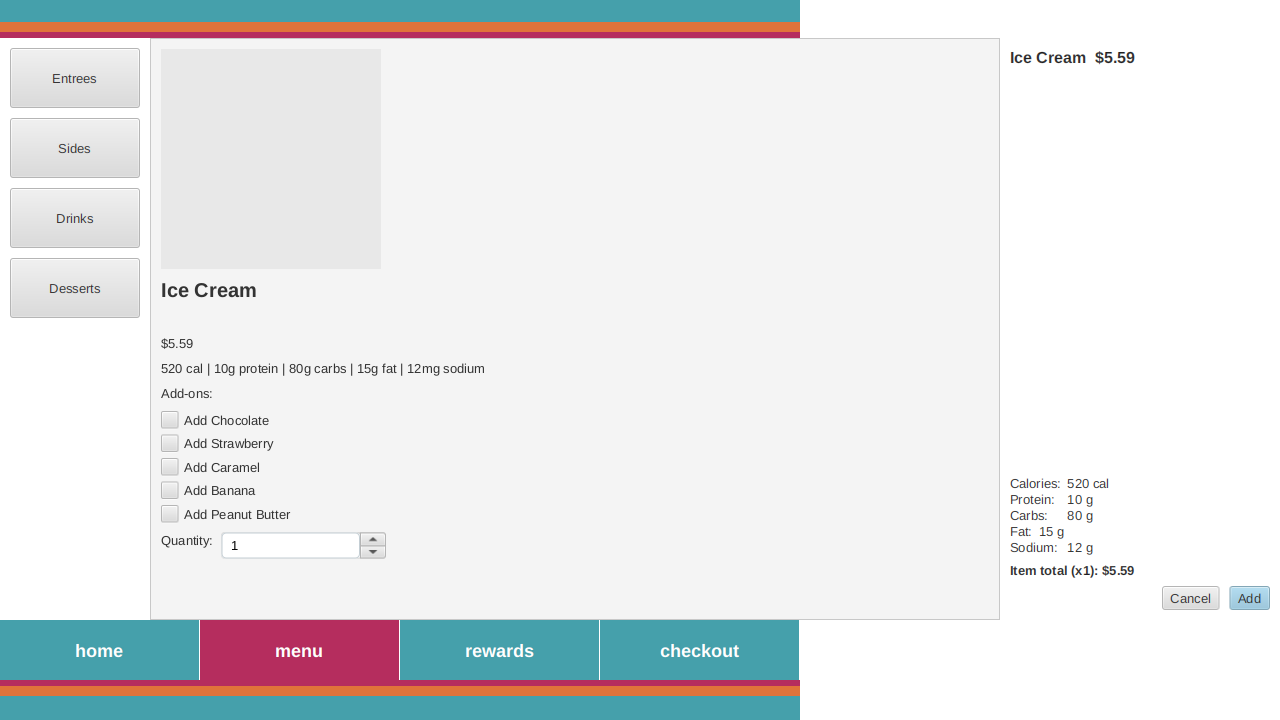 Entrees
Sides
Drinks
Desserts
Ice Cream
$5.59
520 cal | 10g protein | 80g carbs | 15g fat | 12mg sodium
Add-ons:
Add Chocolate
Add Strawberry
Add Caramel
Add Banana
Add Peanut Butter
Quantity: 1
Ice Cream $5.59
Calories: 520 cal
Protein: 10 g
Carbs: 80 g
Fat: 15 g
Sodium: 12 g
Item total (x1): $5.59
Cancel Add
home menu rewards checkout